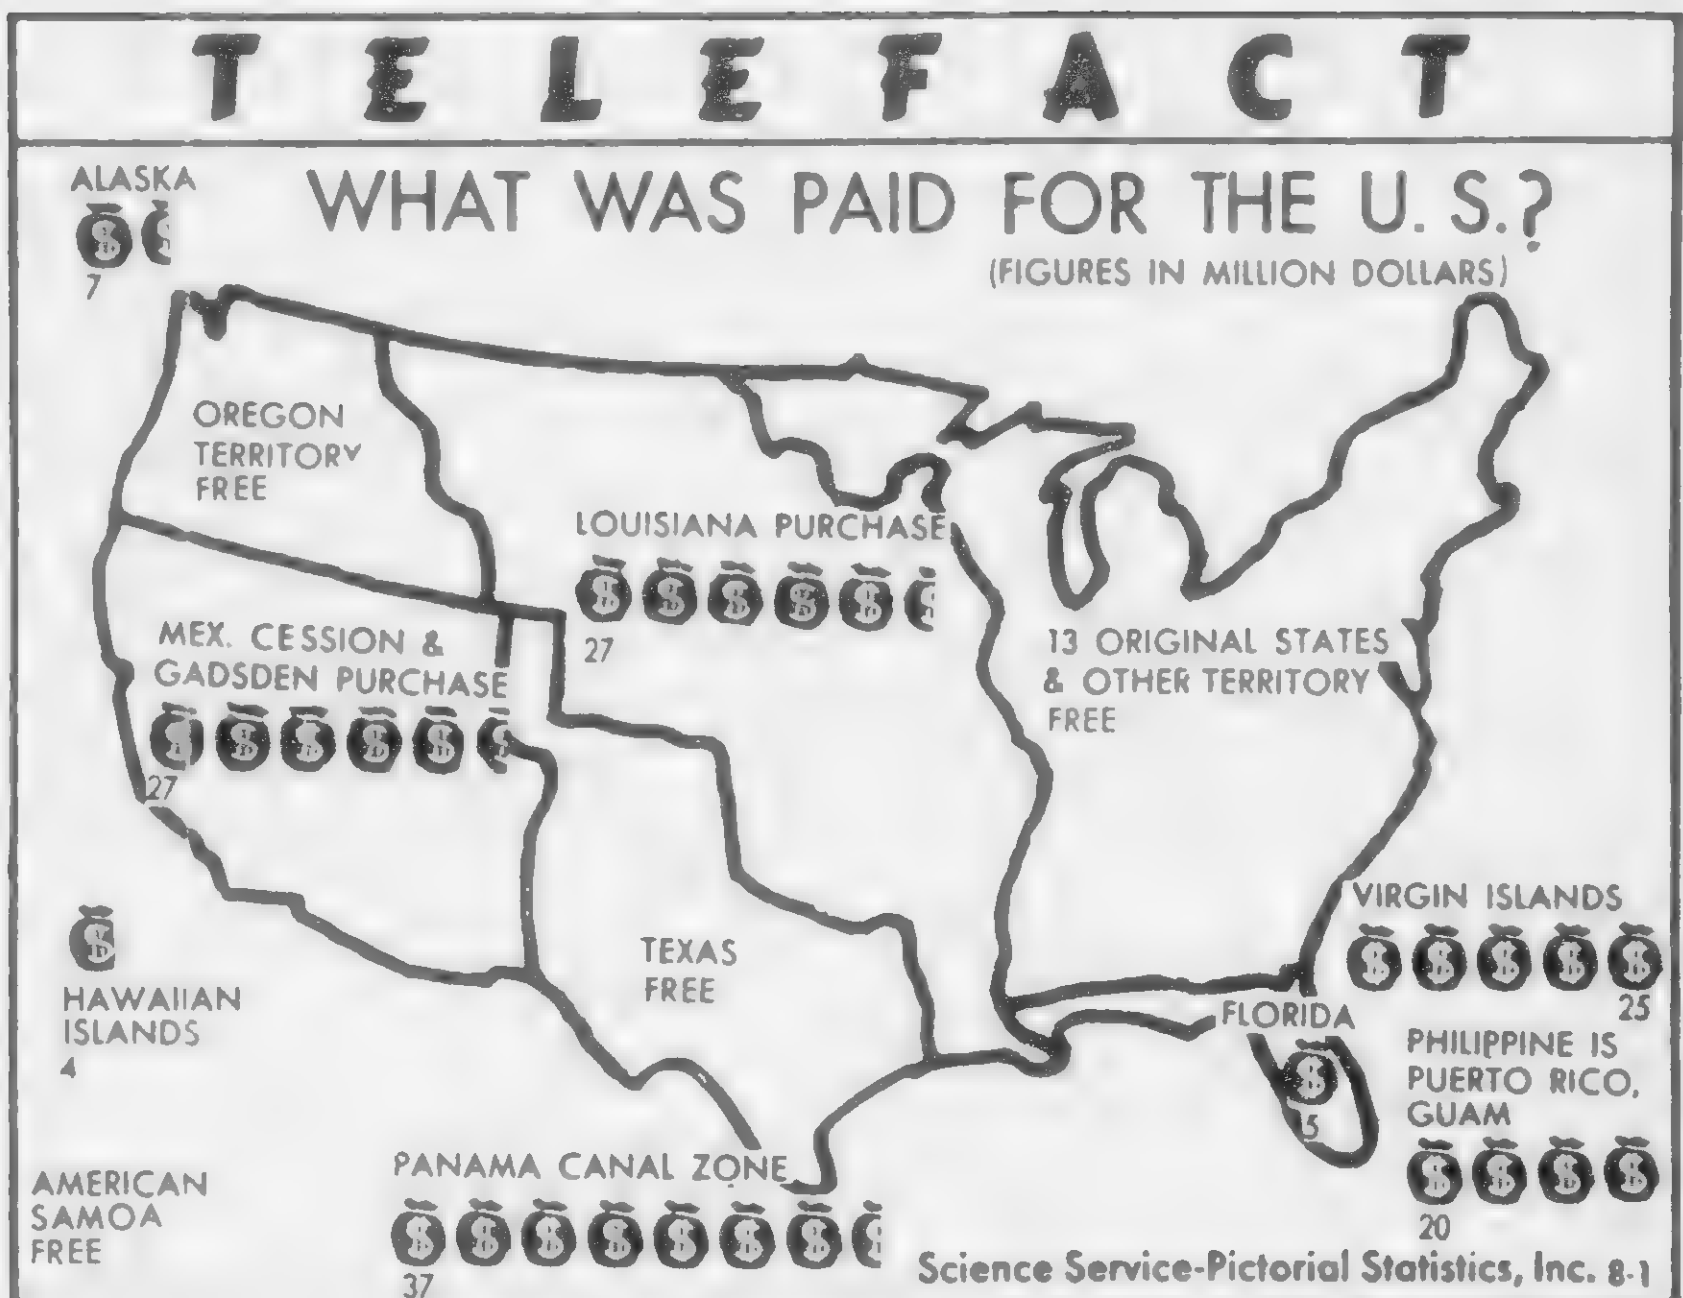 TELEFACT
WHAT WAS PAID FOR THE U. S.?
(FIGURES IN MILLION DOLLARS)
ALASKA
7
OREGON
TERRITORY
FREE
LOUISIANA PURCHASE
27
MEX. CESSION &
GADSDEN PURCHASE
27
13 ORIGINAL STATES
& OTHER TERRITORY
FREE
HAWAIIAN
ISLANDS
4
TEXAS
FREE
VIRGIN ISLANDS
25
FLORIDA
5
PHILIPPINE IS
PUERTO RICO,
GUAM
20
AMERICAN
SAMOA
FREE
PANAMA CANAL ZONE
37
Science Service-Pictorial Statistics, Inc. 8-1